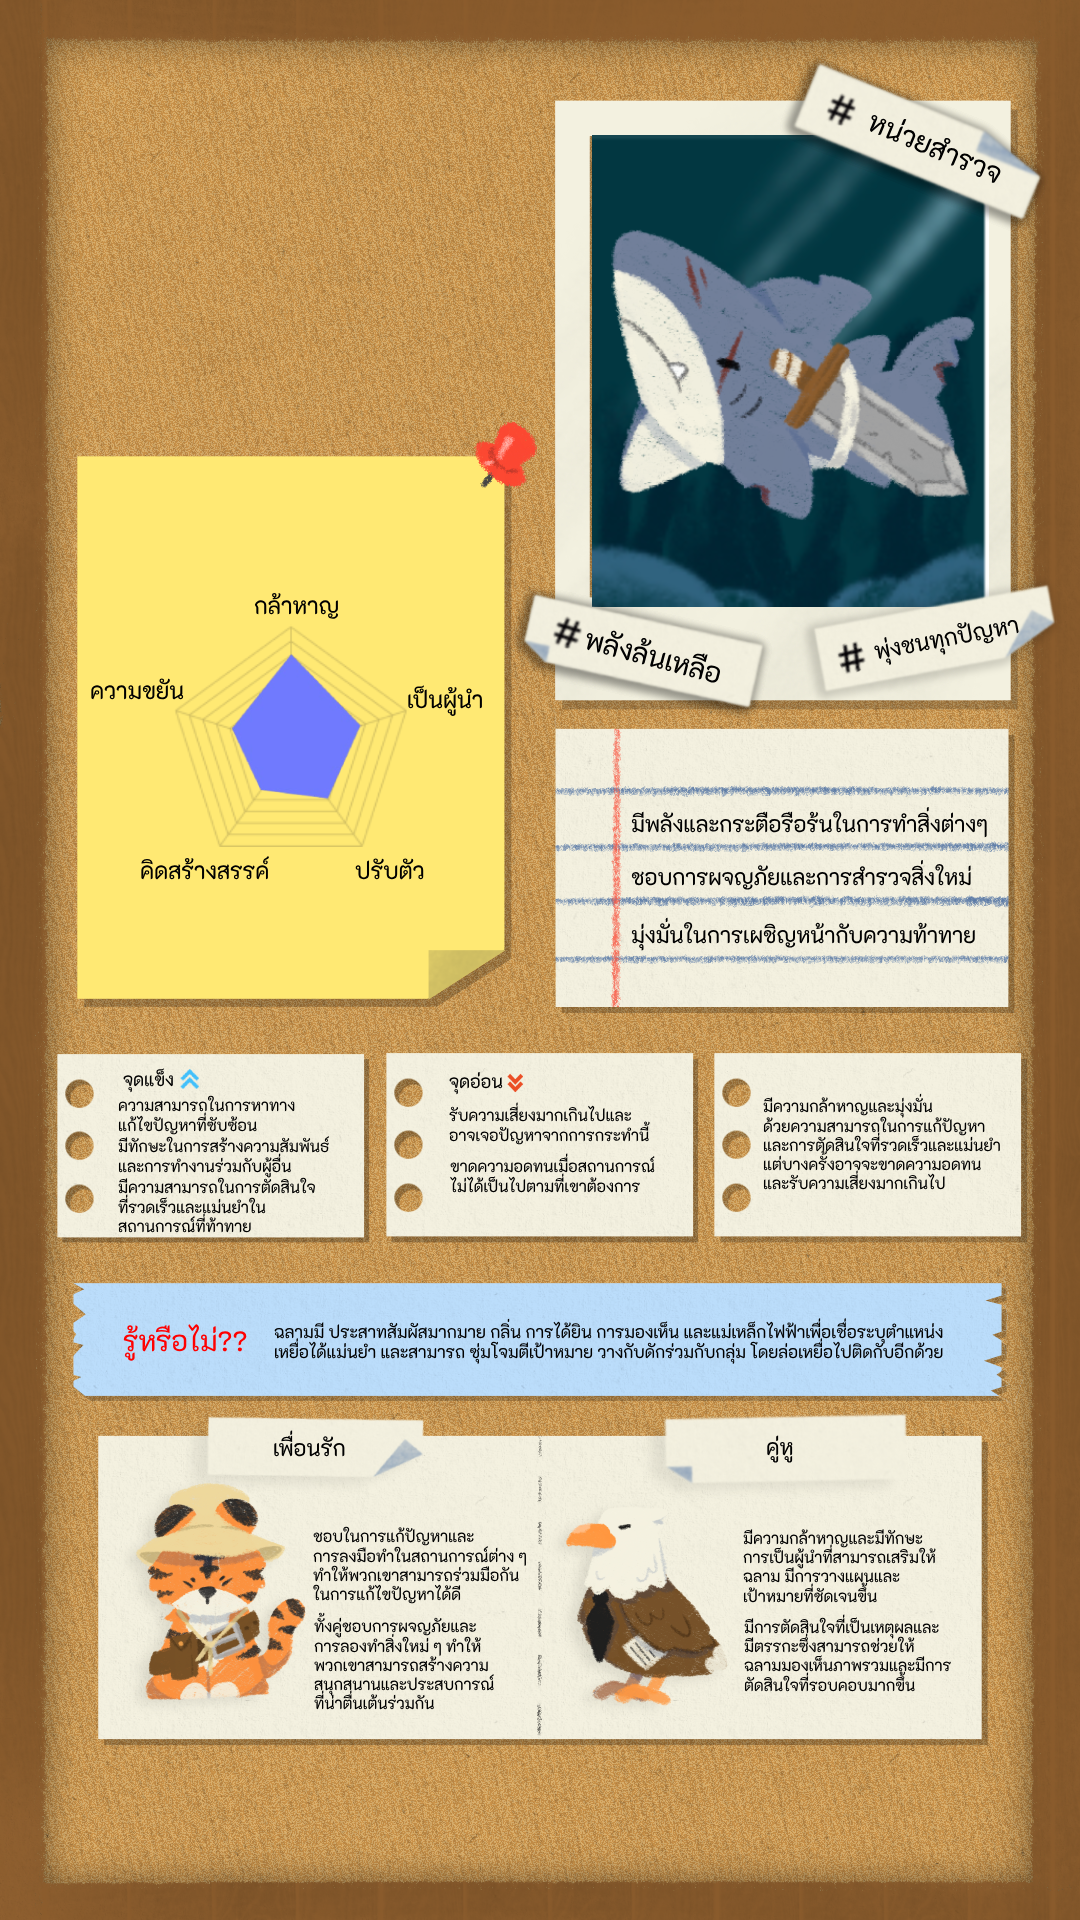 # หน่วยสำรวจ
# พลังล้นเหลือ
# พุ่งชนทุกปัญหา
กล้าหาญ
ความขยัน
เป็นผู้นำ
คิดสร้างสรรค์
ปรับตัว
มีพลังและกระตือรือร้นในการทำสิ่งต่างๆ
ชอบการผจญภัยและการสำรวจสิ่งใหม่
มุ่งมั่นในการเผชิญหน้ากับความท้าทาย
จุดแข็ง
ความสามารถในการหาทาง
แก้ไขปัญหาที่ซับซ้อน
มีทักษะในการสร้างความสัมพันธ์
และการทำงานร่วมกับผู้อื่น
มีความสามารถในการตัดสินใจ
ที่รวดเร็วและแม่นยำใน
สถานการณ์ที่ท้าทาย
จุดอ่อน
รับความเสี่ยงมากเกินไปและ
อาจเจอปัญหาจากการกระทำนี้
ขาดความอดทนเมื่อสถานการณ์
ไม่ได้เป็นไปตามที่เขาต้องการ
มีความกล้าหาญและมุ่งมั่น
ด้วยความสามารถในการแก้ปัญหา
และการตัดสินใจที่รวดเร็วและแม่นยำ
แต่บางครั้งอาจจะขาดความอดทน
และรับความเสี่ยงมากเกินไป
รู้หรือไม่??
ฉลามมี ประสาทสัมผัสมากมาย กลิ่น การได้ยิน การมองเห็น และแม่เหล็กไฟฟ้าเพื่อเชื่อระบุตำแหน่ง
เหยื่อได้แม่นยำ และสามารถ ซุ่มโจมตีเป้าหมาย วางกับดักร่วมกับกลุ่ม โดยล่อเหยื่อไปติดกับอีกด้วย
เพื่อนรัก
ชอบในการแก้ปัญหาและ
การลงมือทำในสถานการณ์ต่าง ๆ
ทำให้พวกเขาสามารถร่วมมือกัน
ในการแก้ไขปัญหาได้ดี
ทั้งคู่ชอบการผจญภัยและ
การลองทำสิ่งใหม่ ๆ ทำให้
พวกเขาสามารถสร้างความ
สนุกสนานและประสบการณ์
ที่น่าตื่นเต้นร่วมกัน
คู่หู
มีความกล้าหาญและมีทักษะ
การเป็นผู้นำที่สามารถเสริมให้
ฉลาม มีการวางแผนและ
เป้าหมายที่ชัดเจนขึ้น
มีการตัดสินใจที่เป็นเหตุผลและ
มีตรรกะซึ่งสามารถช่วยให้
ฉลามมองเห็นภาพรวมและมีการ
ตัดสินใจที่รอบคอบมากขึ้น